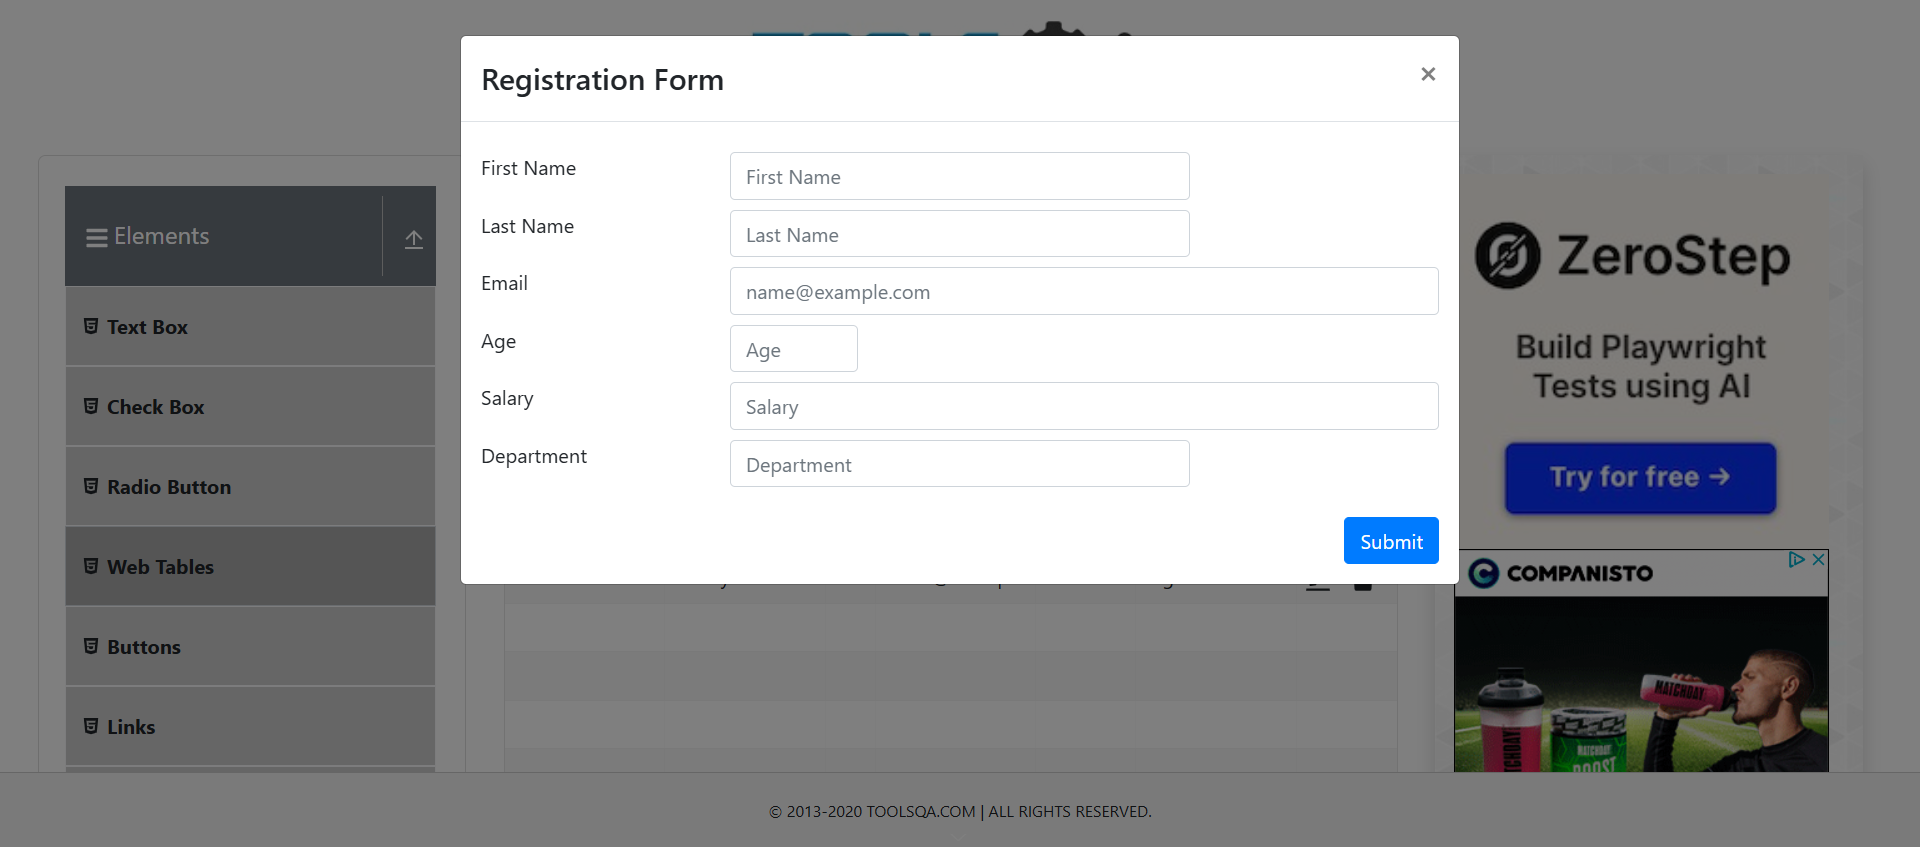 Registration Form
×
First Name
First Name
Last Name
Last Name
Email
name@example.com
Age
Age
Salary
Salary
Department
Department
Submit
Elements
Text Box
Check Box
Radio Button
Web Tables
Buttons
Links
ZeroStep
Build Playwright
Tests using AI
Try for free →
COMPANISTO
MATCHDAY
MATCHDAY
BOOST
© 2013-2020 TOOLSQA.COM | ALL RIGHTS RESERVED.